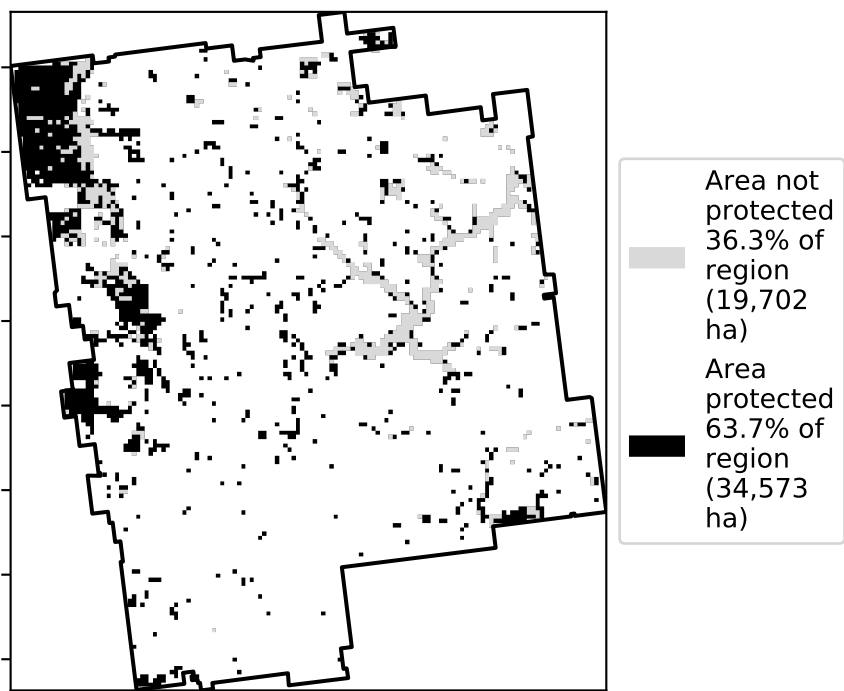 Area not
protected
36.3% of
region
(19,702
ha)
Area
protected
63.7% of
region
(34,573
ha)